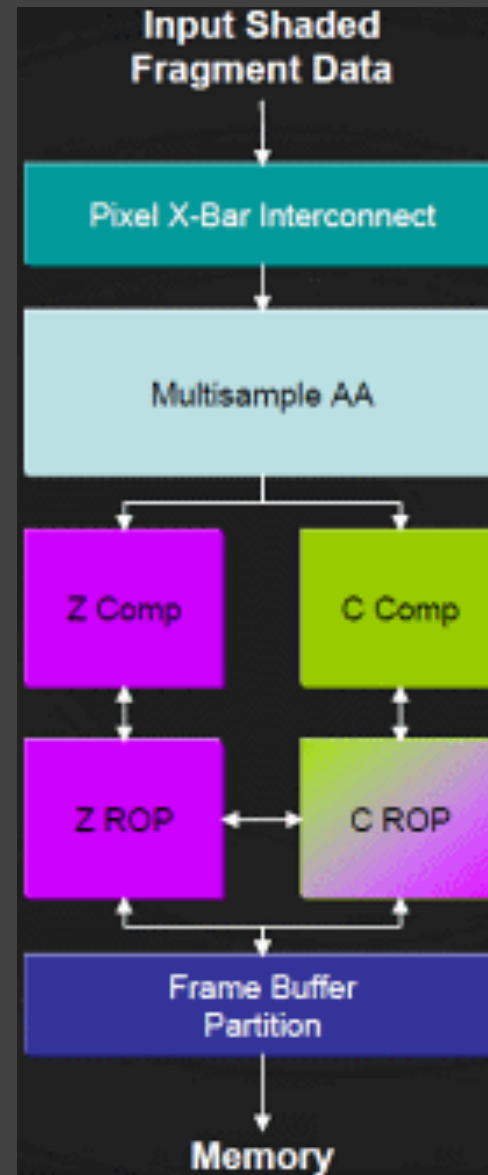 Input Shaded
Fragment Data
Pixel X-Bar Interconnect
Multisample AA
Z Comp
C Comp
Z ROP
C ROP
Frame Buffer
Partition
Memory